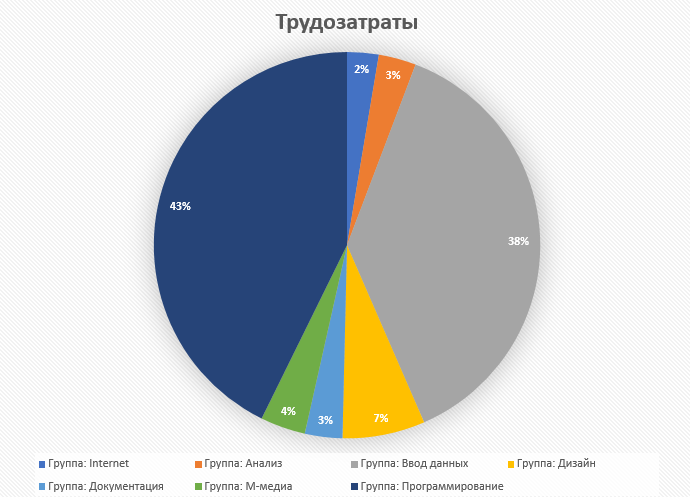 Трудозатраты
2%
3%
43%
38%
4%
3%
7%
Группа: Internet
Группа: Анализ
Группа: Ввод данных
Группа: Дизайн
Группа: Документация
Группа: М-медиа
Группа: Программирование